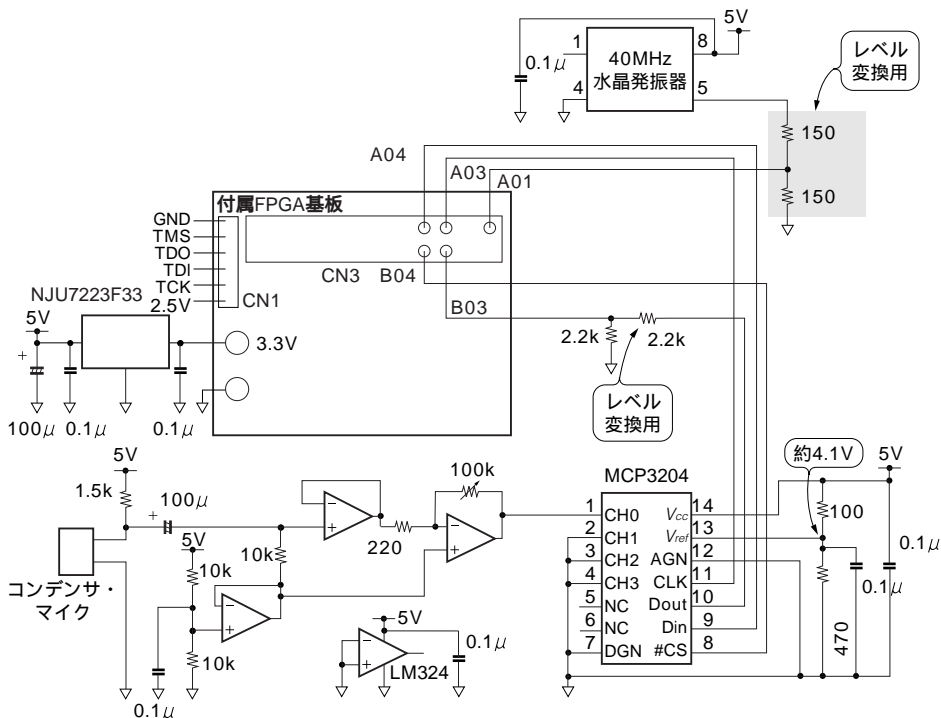 5V
1
8
0.1μ
40MHz
水晶発振器
4
5
レベル
変換用
150
150
A04
A03
A01
付属FPGA基板
GND
TMS
TDO
TDI
TCK
2.5V
CN1
CN3
B04
B03
NJU7223F33
5V
3.3V
+
100μ
0.1μ
0.1μ
2.2k
2.2k
レベル
変換用
5V
1.5k
+
100μ
コンデンサ・
マイク
5V
10k
10k
10k
0.1μ
−
+
−
+
220
100k
−
+
5V
−
+
0.1μ
LM324
MCP3204
1 CH0 Vcc 14
2 CH1 Vref 13
3 CH2 AGN 12
4 CH3 CLK 11
5 NC Dout 10
6 NC Din 9
7 DGN #CS 8
約4.1V
5V
100
0.1μ
0.1μ
470